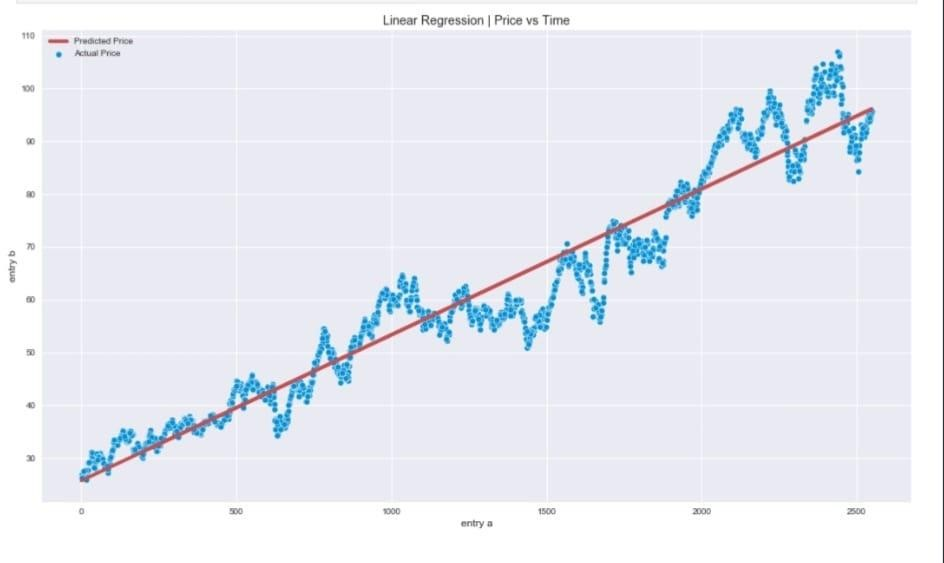 Linear Regression | Price vs Time
Predicted Price
Actual Price
110
100
90
80
70
60
50
40
30
entry b
0 500 1000 1500 2000 2500
entry a